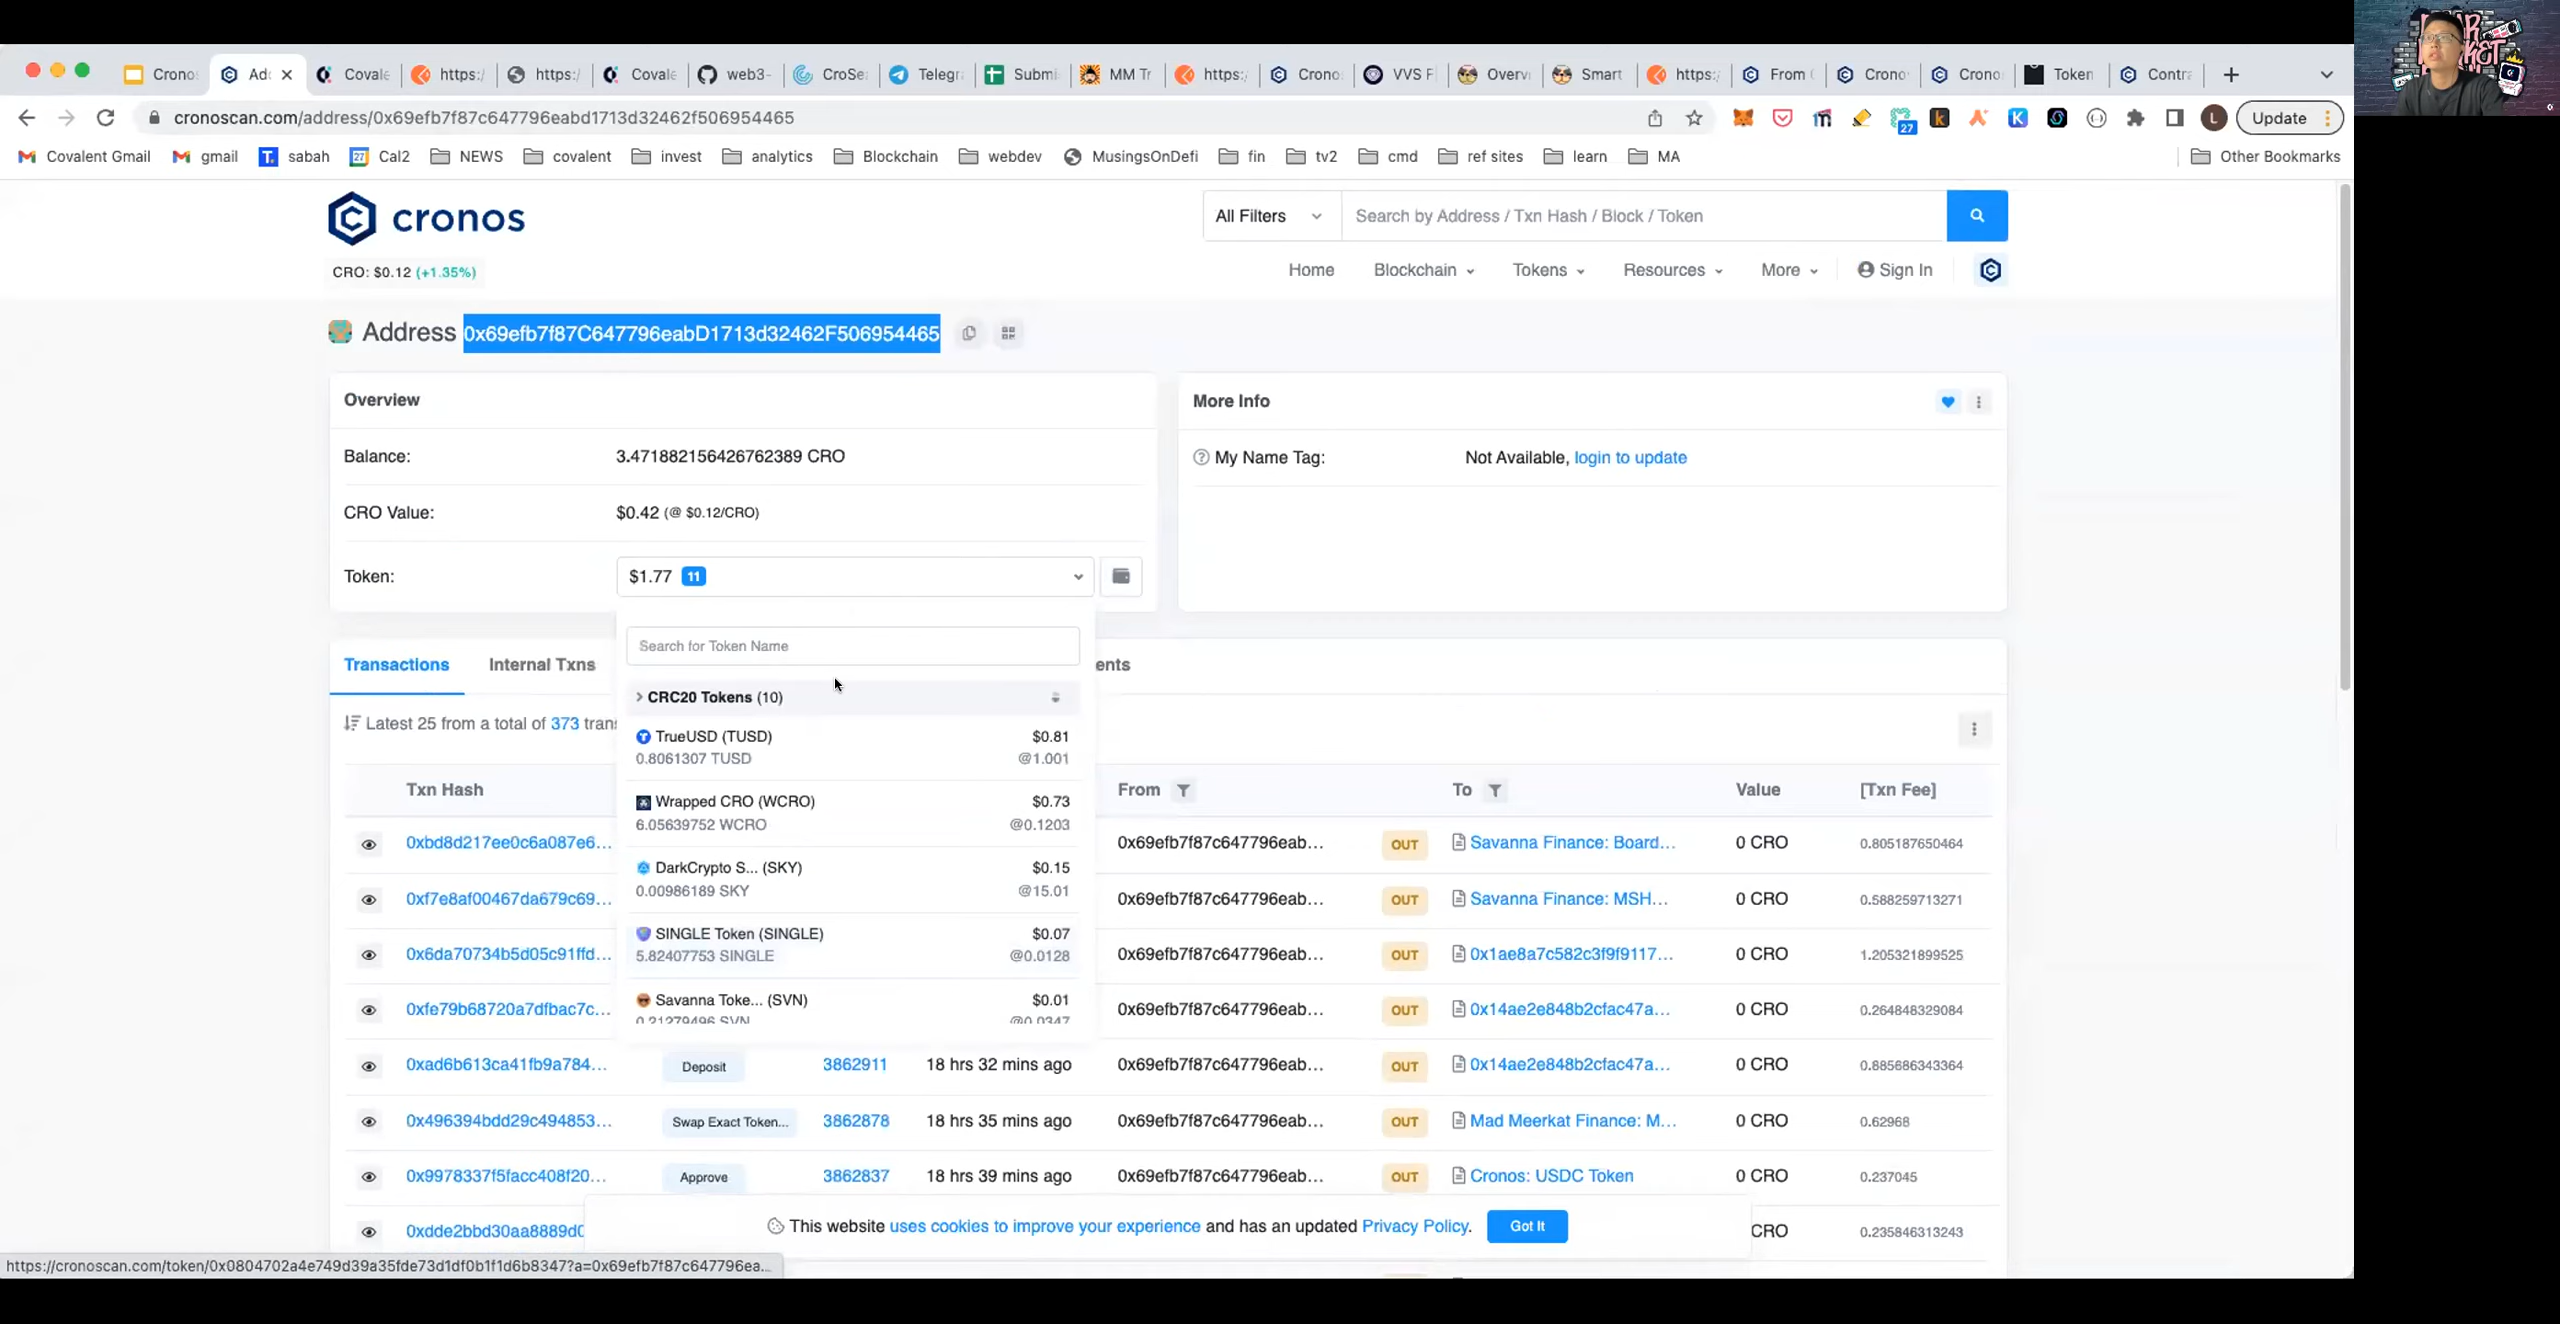 Cronos
Ad
Covale
https:/
https:/
Covale
web3-
CroSe
Telegr
Submi
MM Tr
https:/
Crono
VVS F
Overv
Smart
https:/
From
Crono
Crono
Token
Contra
cronoscan.com/address/0x69efb7f87c647796eabd1713d32462f506954465
27
L
Update
Covalent Gmail
gmail
sabah
Cal2
NEWS
covalent
invest
analytics
Blockchain
webdev
MusingsOnDefi
fin
tv2
cmd
ref sites
learn
MA
Other Bookmarks
cronos
All Filters
Search by Address / Txn Hash / Block / Token
CRO: $0.12 (+1.35%)
Home
Blockchain
Tokens
Resources
More
Sign In
Address 0x69efb7f87C647796eabD1713d32462F506954465
Overview
Balance: 3.471882156426762389 CRO
CRO Value: $0.42 (@ $0.12/CRO)
Token: $1.77 11
More Info
My Name Tag: Not Available, login to update
Search for Token Name
CRC20 Tokens (10)
TrueUSD (TUSD) $0.81
0.8061307 TUSD @1.001
Wrapped CRO (WCRO) $0.73
6.05639752 WCRO @0.1203
DarkCrypto S... (SKY) $0.15
0.00986189 SKY @15.01
SINGLE Token (SINGLE) $0.07
5.82407753 SINGLE @0.0128
Savanna Toke... (SVN) $0.01
0.21279496 SVN @0.0347
Transactions
Internal Txns
ents
Latest 25 from a total of 373 tran
Txn Hash
From
To
Value
[Txn Fee]
0xbd8d217ee0c6a087e6... 0x69efb7f87c647796eab... OUT Savanna Finance: Board... 0 CRO 0.805187650464
0xf7e8af00467da679c69... 0x69efb7f87c647796eab... OUT Savanna Finance: MSH... 0 CRO 0.588259713271
0x6da70734b5d05c91ffd... 0x69efb7f87c647796eab... OUT 0x1ae8a7c582c3f9f9117... 0 CRO 1.205321899525
0xfe79b68720a7dfbac7c... 0x69efb7f87c647796eab... OUT 0x14ae2e848b2cfac47a... 0 CRO 0.264848329084
0xad6b613ca41fb9a784... Deposit 3862911 18 hrs 32 mins ago 0x69efb7f87c647796eab... OUT 0x14ae2e848b2cfac47a... 0 CRO 0.885686343364
0x496394bdd29c494853... Swap Exact Token... 3862878 18 hrs 35 mins ago 0x69efb7f87c647796eab... OUT Mad Meerkat Finance: M... 0 CRO 0.62968
0x9978337f5facc408f20... Approve 3862837 18 hrs 39 mins ago 0x69efb7f87c647796eab... OUT Cronos: USDC Token 0 CRO 0.237045
0xdde2bbd30aa8889d0 CRO 0.235846313243
This website uses cookies to improve your experience and has an updated Privacy Policy. Got It
https://cronoscan.com/token/0x0804702a4e749d39a35fde73d1df0b1f1d6b8347?a=0x69efb7f87c647796ea...